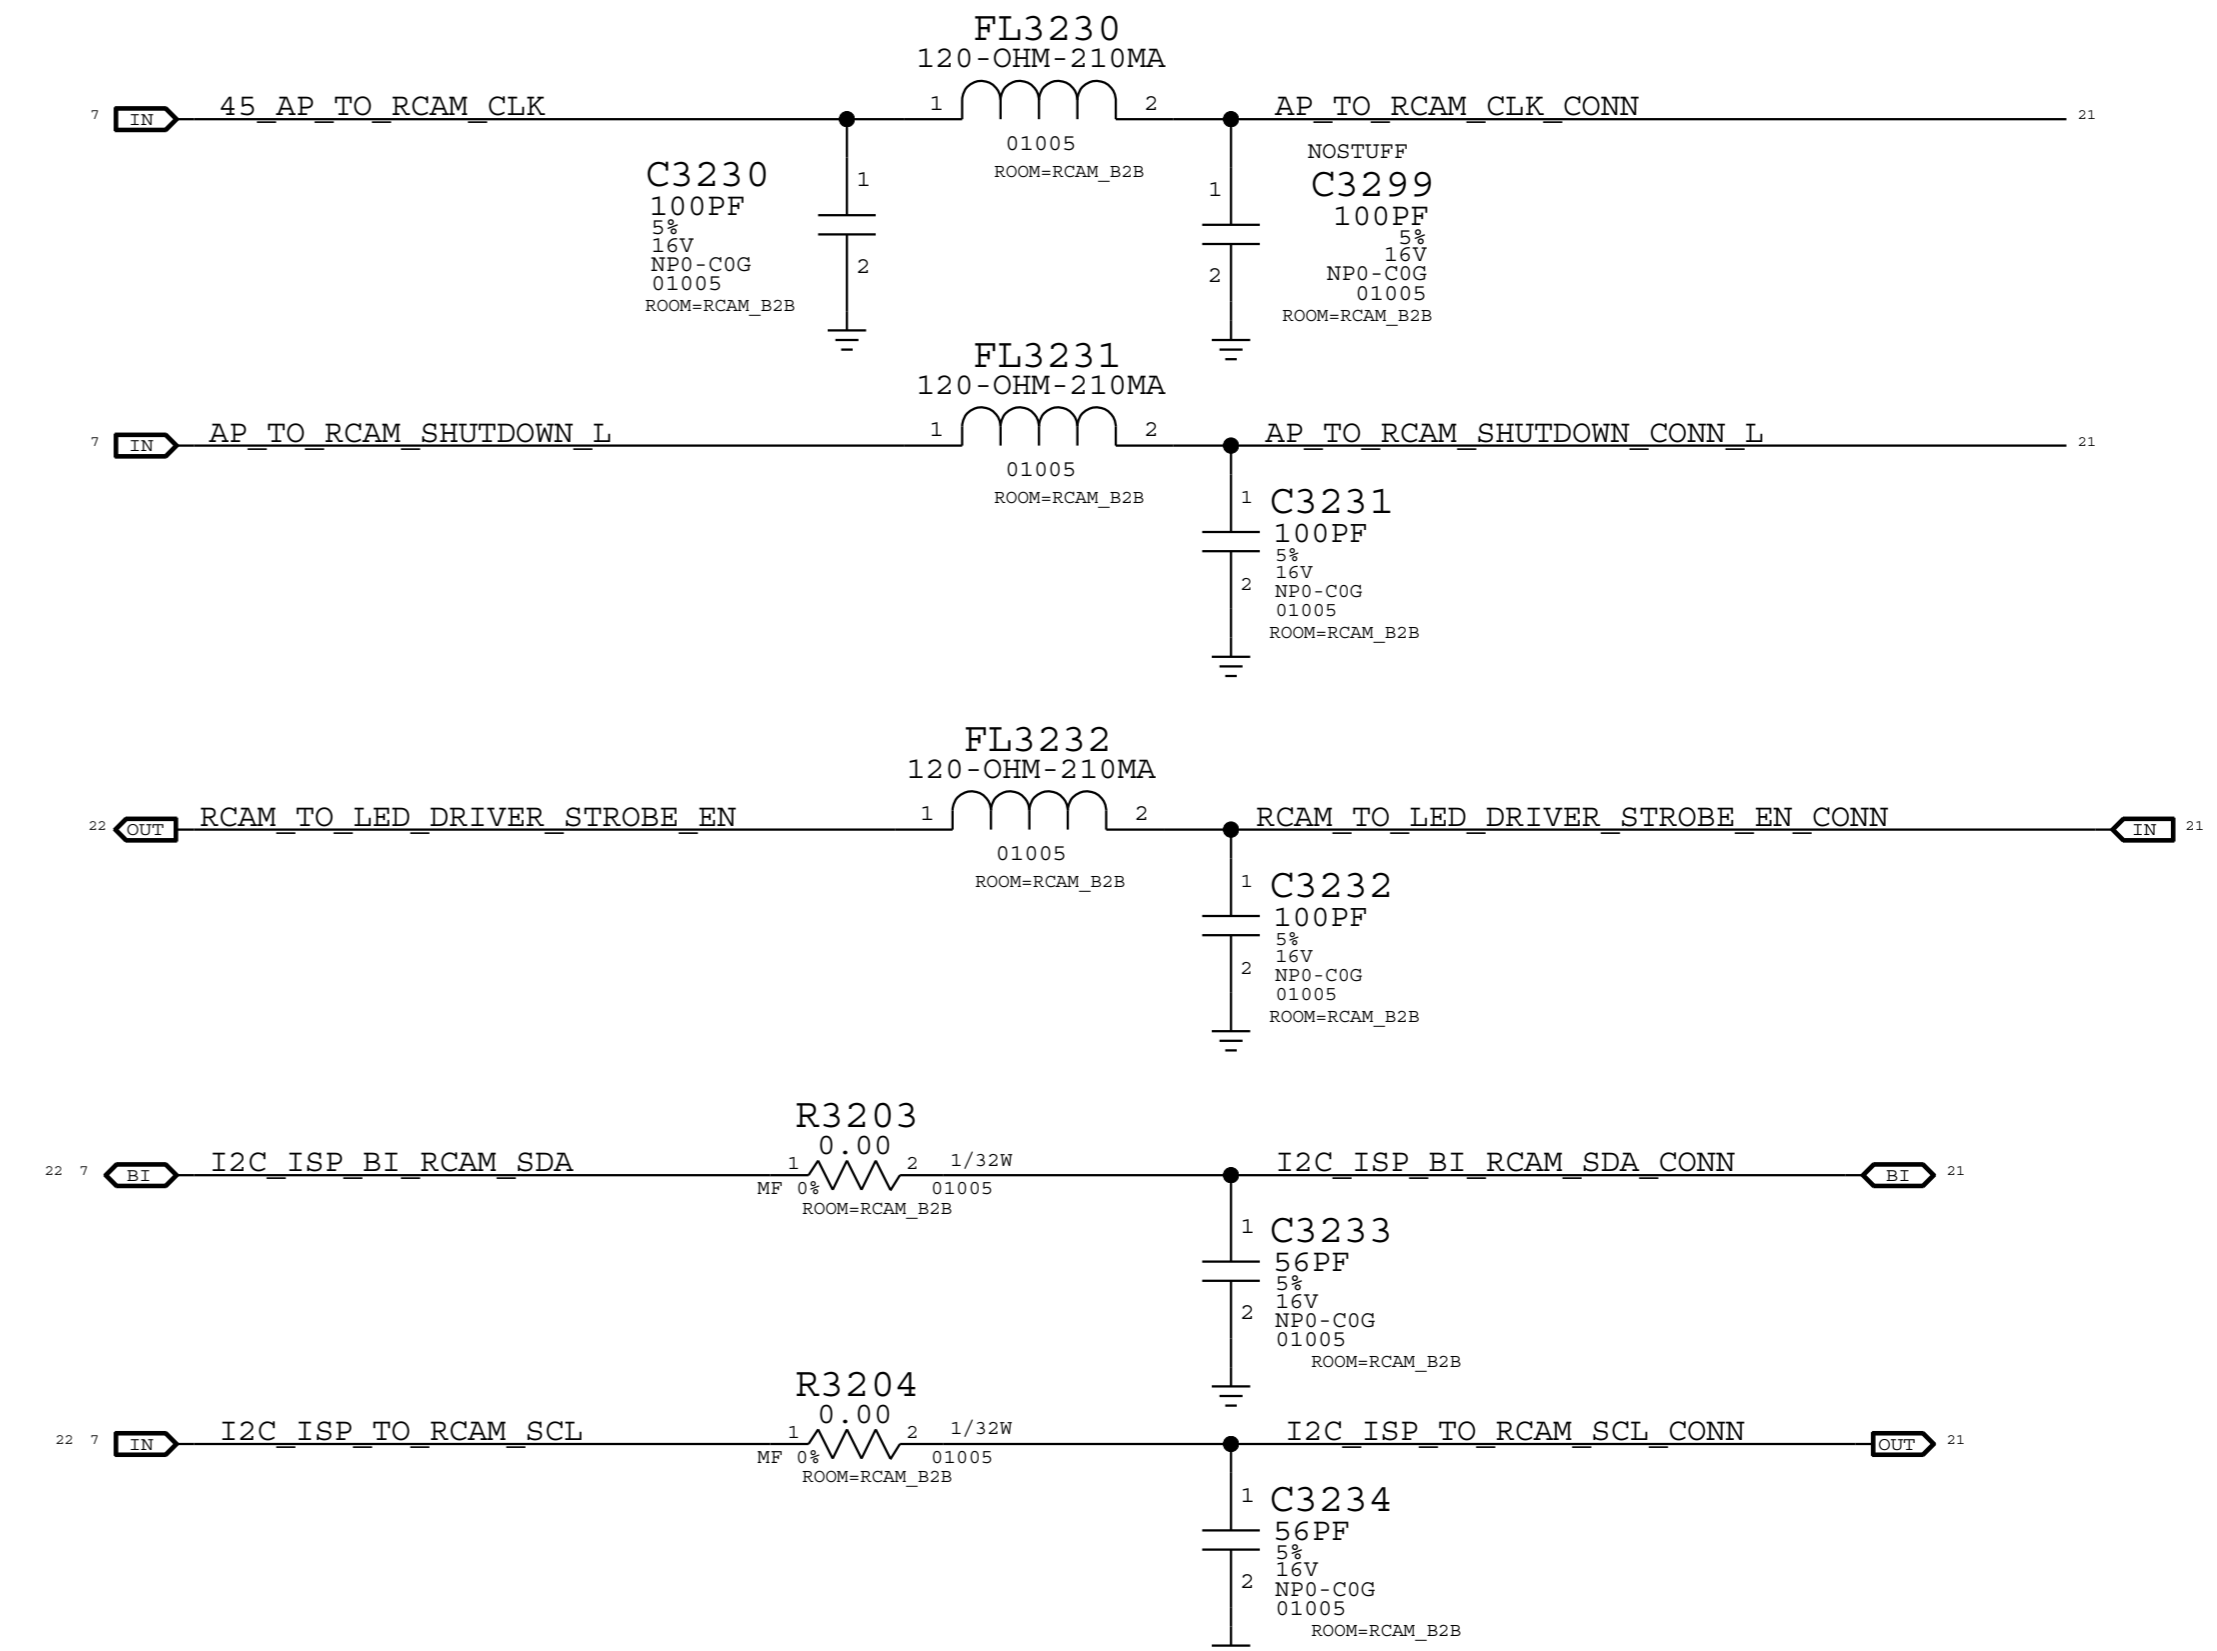 FL3230
120-OHM-210MA
7 IN 45_AP_TO_RCAM_CLK 1 2 AP_TO_RCAM_CLK_CONN 21
01005
ROOM=RCAM_B2B
C3230
100PF
5%
16V
NP0-C0G
01005
ROOM=RCAM_B2B
1
2
NOSTUFF
C3299
100PF
5%
16V
NP0-C0G
01005
ROOM=RCAM_B2B
1
2
FL3231
120-OHM-210MA
7 IN AP_TO_RCAM_SHUTDOWN_L 1 2 AP_TO_RCAM_SHUTDOWN_CONN_L 21
01005
ROOM=RCAM_B2B
1 C3231
100PF
5%
16V
2 NP0-C0G
01005
ROOM=RCAM_B2B
FL3232
120-OHM-210MA
22 OUT RCAM_TO_LED_DRIVER_STROBE_EN 1 2 RCAM_TO_LED_DRIVER_STROBE_EN_CONN IN 21
01005
ROOM=RCAM_B2B
1 C3232
100PF
5%
16V
2 NP0-C0G
01005
ROOM=RCAM_B2B
R3203
0.00
22 7 BI I2C_ISP_BI_RCAM_SDA 1 2 1/32W I2C_ISP_BI_RCAM_SDA_CONN BI 21
MF 0% 01005
ROOM=RCAM_B2B
1 C3233
56PF
5%
16V
2 NP0-C0G
01005
ROOM=RCAM_B2B
R3204
0.00
22 7 IN I2C_ISP_TO_RCAM_SCL 1 2 1/32W I2C_ISP_TO_RCAM_SCL_CONN OUT 21
MF 0% 01005
ROOM=RCAM_B2B
1 C3234
56PF
5%
16V
2 NP0-C0G
01005
ROOM=RCAM_B2B